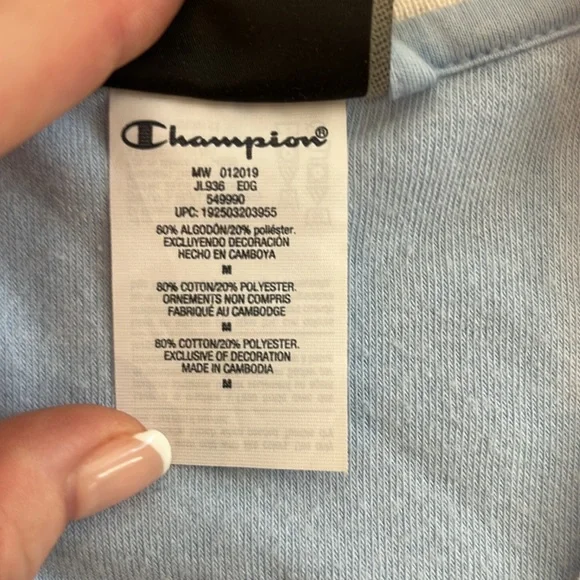 Champion®
MW 012019
JL936 E0G
549990
UPC: 192503203955
80% ALGODÓN/20% poliéster.
EXCLUYENDO DECORACIÓN
HECHO EN CAMBOYA
M
80% COTON/20% POLYESTER.
ORNEMENTS NON COMPRIS
FABRIQUÉ AU CAMBODGE
M
80% COTTON/20% POLYESTER.
EXCLUSIVE OF DECORATION
MADE IN CAMBODIA
M